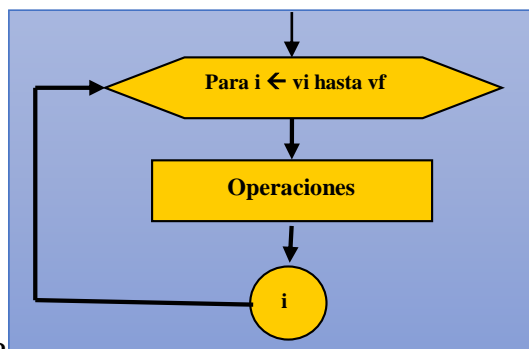 Para i ← vi hasta vf
Operaciones
i